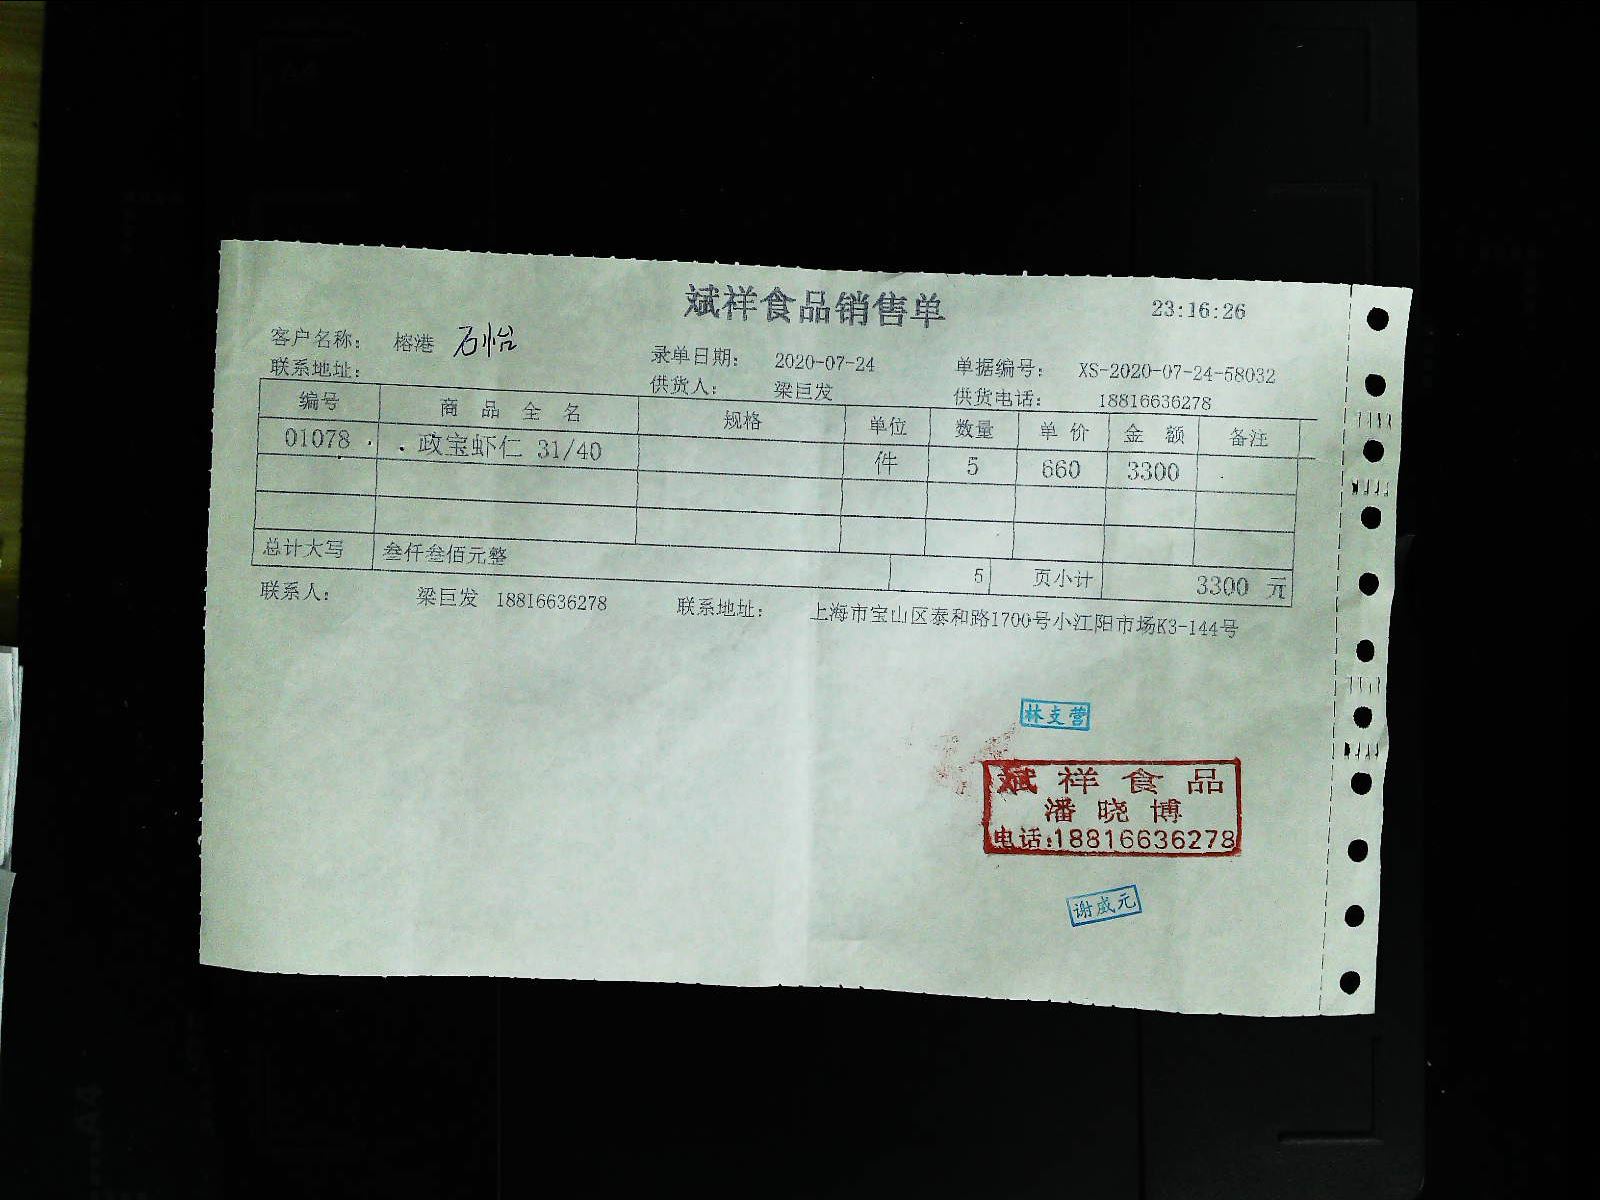 斌祥食品销售单 23:16:26
客户名称： 榕港 石怡 录单日期： 2020-07-24 单据编号： XS-2020-07-24-58032
联系地址： 供货人： 梁巨发 供货电话： 18816636278
编号 商 品 全 名 规格 单位 数量 单 价 金 额 备注
01078 . 政宝虾仁 31/40 件 5 660 3300
总计大写 叁仟叁佰元整 5 页小计 3300 元
联系人： 梁巨发 18816636278 联系地址： 上海市宝山区泰和路1700号小江阳市场K3-144号
林支营
斌祥食品
潘晓博
电话:18816636278
谢咸元